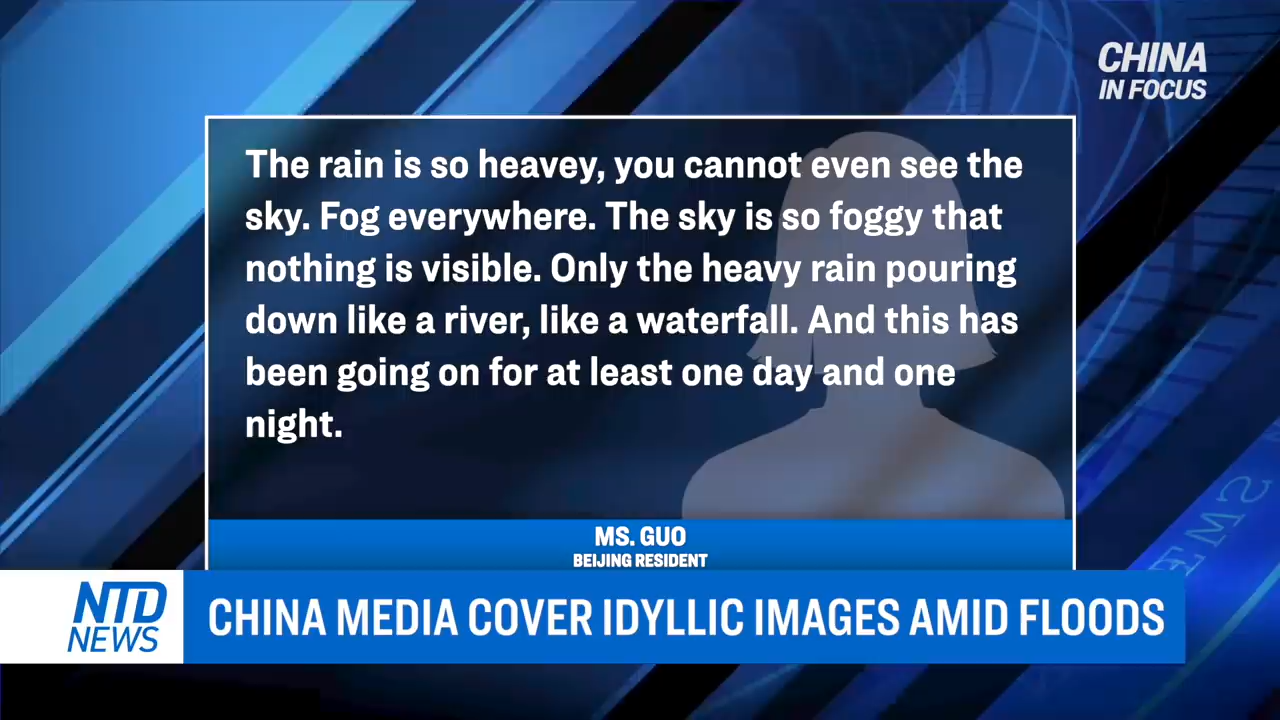 CHINA
IN FOCUS
The rain is so heavey, you cannot even see the
sky. Fog everywhere. The sky is so foggy that
nothing is visible. Only the heavy rain pouring
down like a river, like a waterfall. And this has
been going on for at least one day and one
night.
MS. GUO
BEIJING RESIDENT
NTD
NEWS
CHINA MEDIA COVER IDYLLIC IMAGES AMID FLOODS